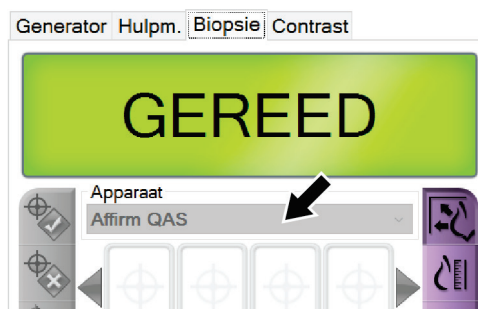 Generator Hulpm. Biopsie Contrast
GEREED
Apparaat
Affirm QAS